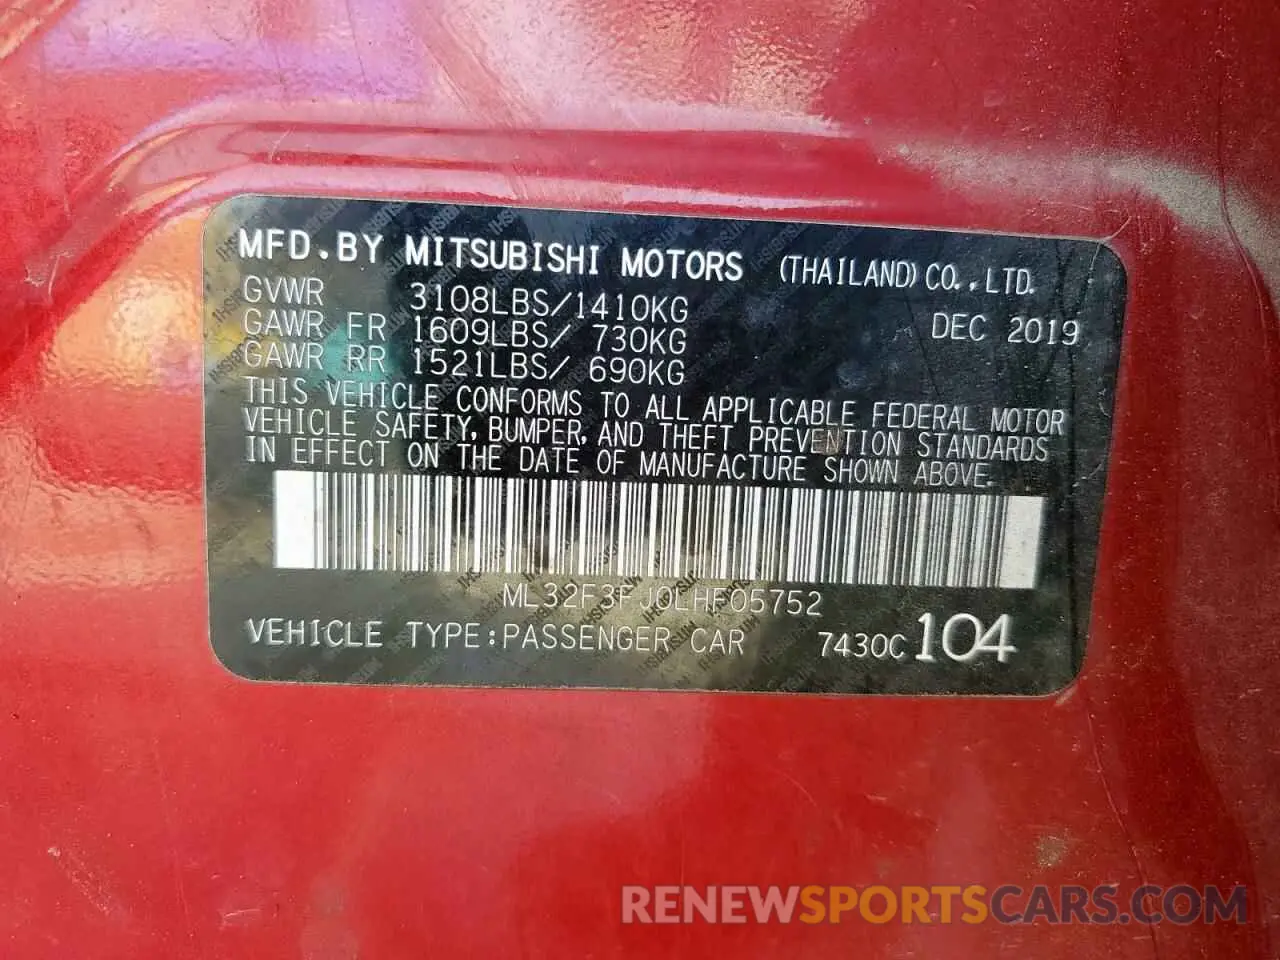 MFD.BY MITSUBISHI MOTORS (THAILAND) CO.,LTD.
GVWR 3108LBS/1410KG DEC 2019
GAWR FR 1609LBS/ 730KG
GAWR RR 1521LBS/ 690KG
THIS VEHICLE CONFORMS TO ALL APPLICABLE FEDERAL MOTOR
VEHICLE SAFETY, BUMPER, AND THEFT PREVENTION STANDARDS
IN EFFECT ON THE DATE OF MANUFACTURE SHOWN ABOVE.
ML32F3FJ0LHF05752
VEHICLE TYPE:PASSENGER CAR 7430C 104
RENEWSPORTSCARS.COM